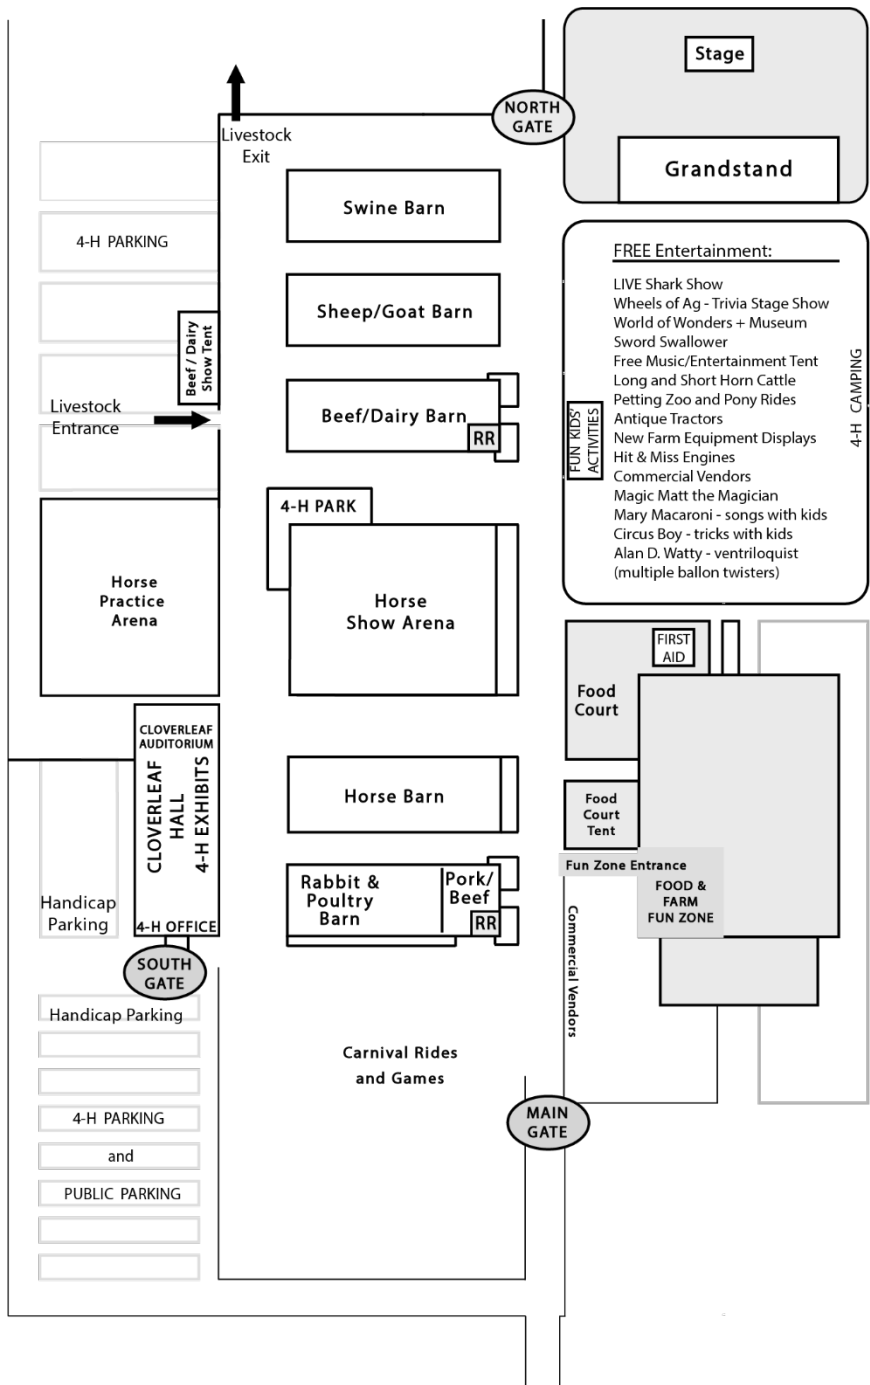 Stage
NORTH
GATE
Grandstand
Livestock
Exit
Swine Barn
4-H PARKING
Sheep/Goat Barn
Beef / Dairy
Show Tent
Beef/Dairy Barn
RR
Livestock
Entrance
FREE Entertainment:
LIVE Shark Show
Wheels of Ag - Trivia Stage Show
World of Wonders + Museum
Sword Swallower
Free Music/Entertainment Tent
Long and Short Horn Cattle
Petting Zoo and Pony Rides
Antique Tractors
New Farm Equipment Displays
Hit & Miss Engines
Commercial Vendors
Magic Matt the Magician
Mary Macaroni - songs with kids
Circus Boy - tricks with kids
Alan D. Watty - ventriloquist
(multiple ballon twisters)
FUN KIDS'
ACTIVITIES
4-H CAMPING
4-H PARK
Horse
Practice
Arena
Horse
Show Arena
FIRST
AID
Food
Court
CLOVERLEAF
AUDITORIUM
CLOVERLEAF
HALL
4-H EXHIBITS
4-H OFFICE
Horse Barn
Food
Court
Tent
Fun Zone Entrance
FOOD &
FARM
FUN ZONE
Rabbit &
Poultry
Barn
Pork/
Beef
RR
Handicap
Parking
SOUTH
GATE
Commercial Vendors
Handicap Parking
Carnival Rides
and Games
MAIN
GATE
4-H PARKING
and
PUBLIC PARKING